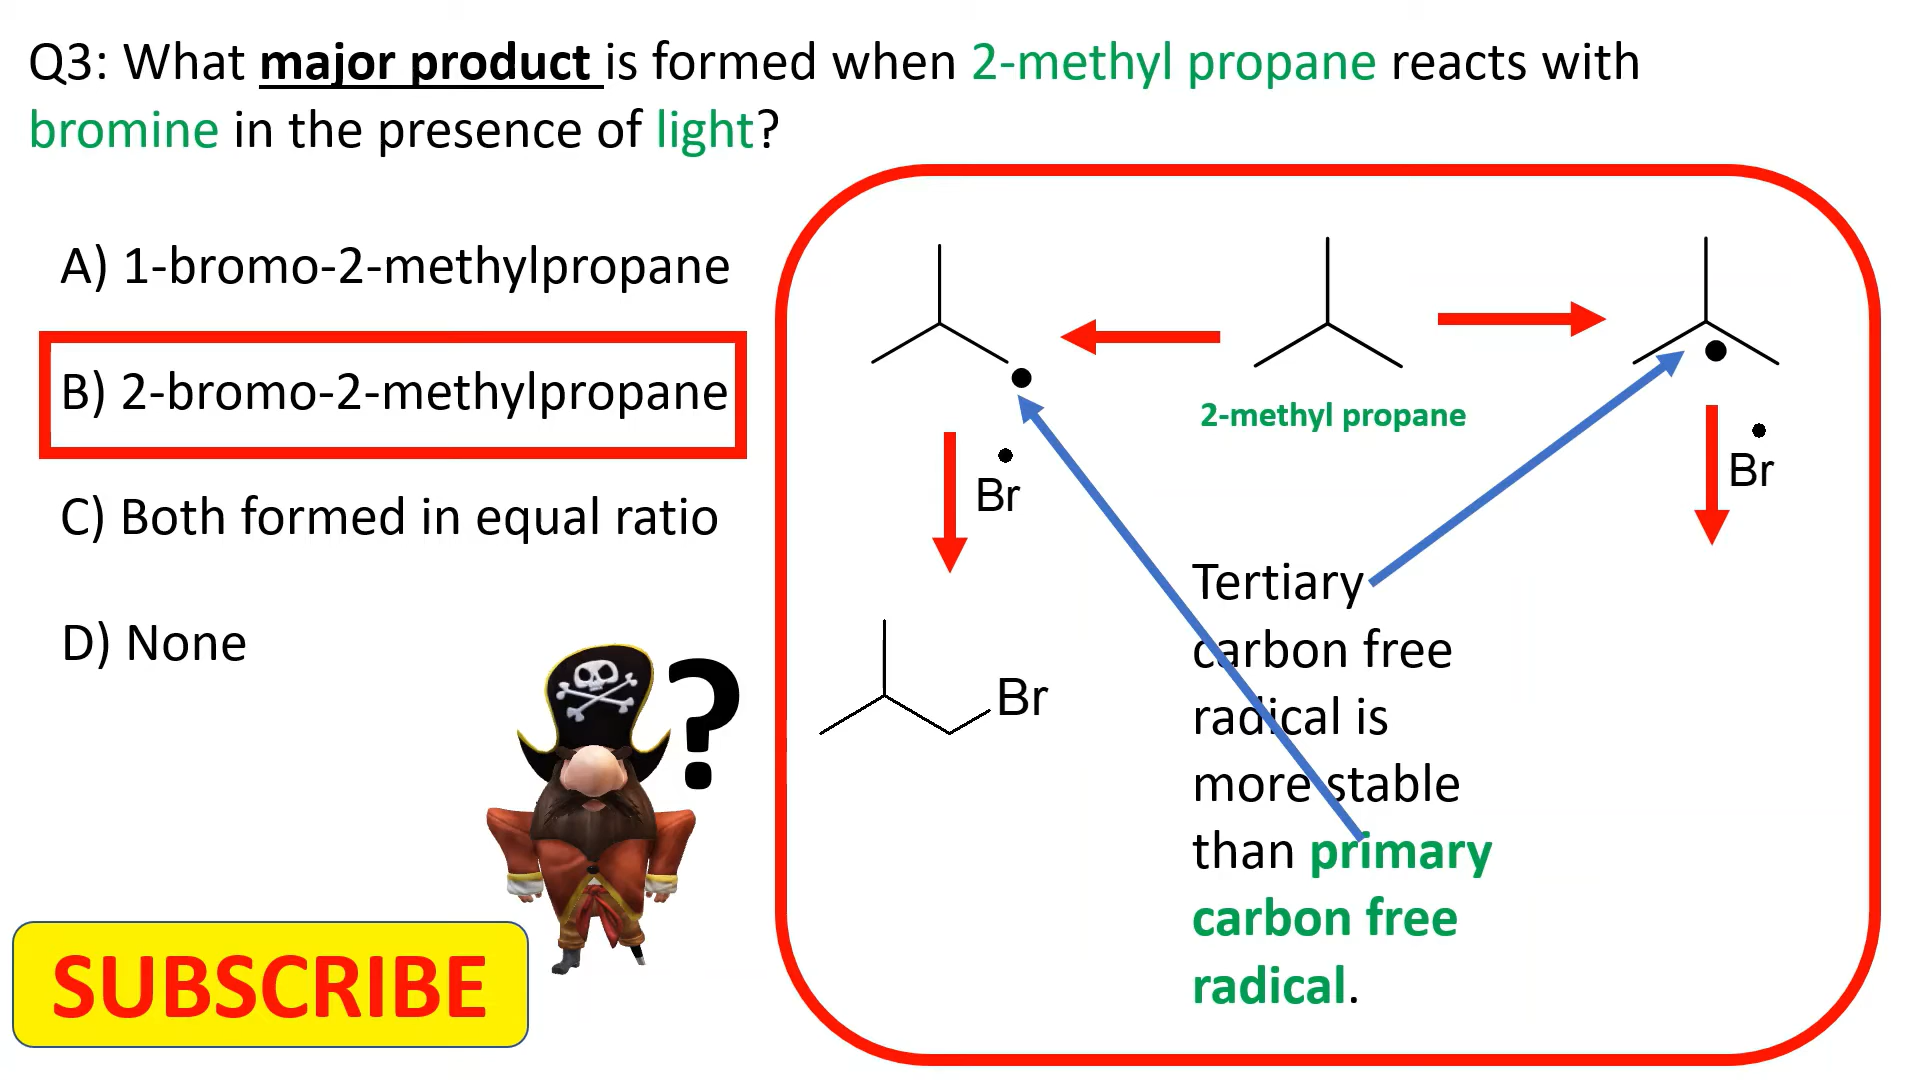 Q3: What major product is formed when 2-methyl propane reacts with
bromine in the presence of light?
A) 1-bromo-2-methylpropane
B) 2-bromo-2-methylpropane
C) Both formed in equal ratio
D) None
?
SUBSCRIBE
2-methyl propane
Br
Br
Br
Tertiary
carbon free
radical is
more stable
than primary
carbon free
radical.